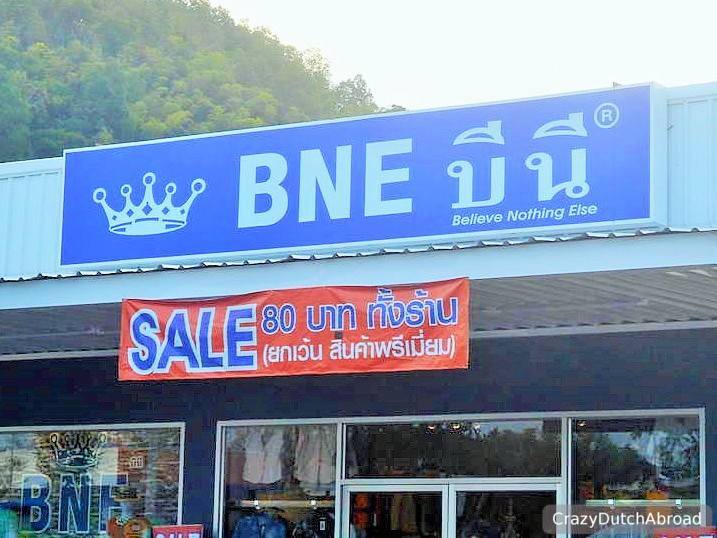 BNE บีนี ®
Believe Nothing Else
SALE 80 บาท ทั้งร้าน
(ยกเว้น สินค้าพรีเมี่ยม)
BNE
SALE
CrazyDutchAbroad